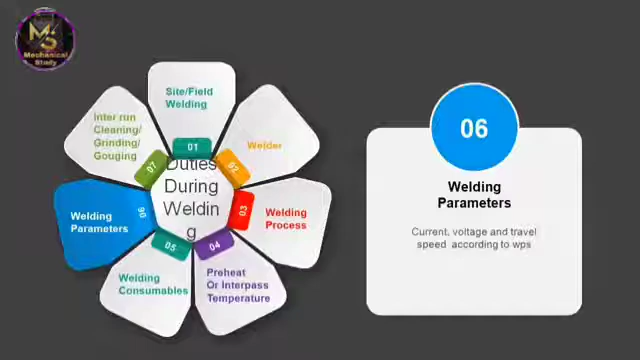 MS
Mechanical
Study
Site/Field
Welding
01
Welder
02
Welding
Process
03
Preheat
Or Interpass
Temperature
04
Welding
Consumables
05
Welding
Parameters
06
Inter run
Cleaning/
Grinding/
Gouging
07
Duties
During
Weldin
g
06
Welding
Parameters
Current, voltage and travel
speed according to wps